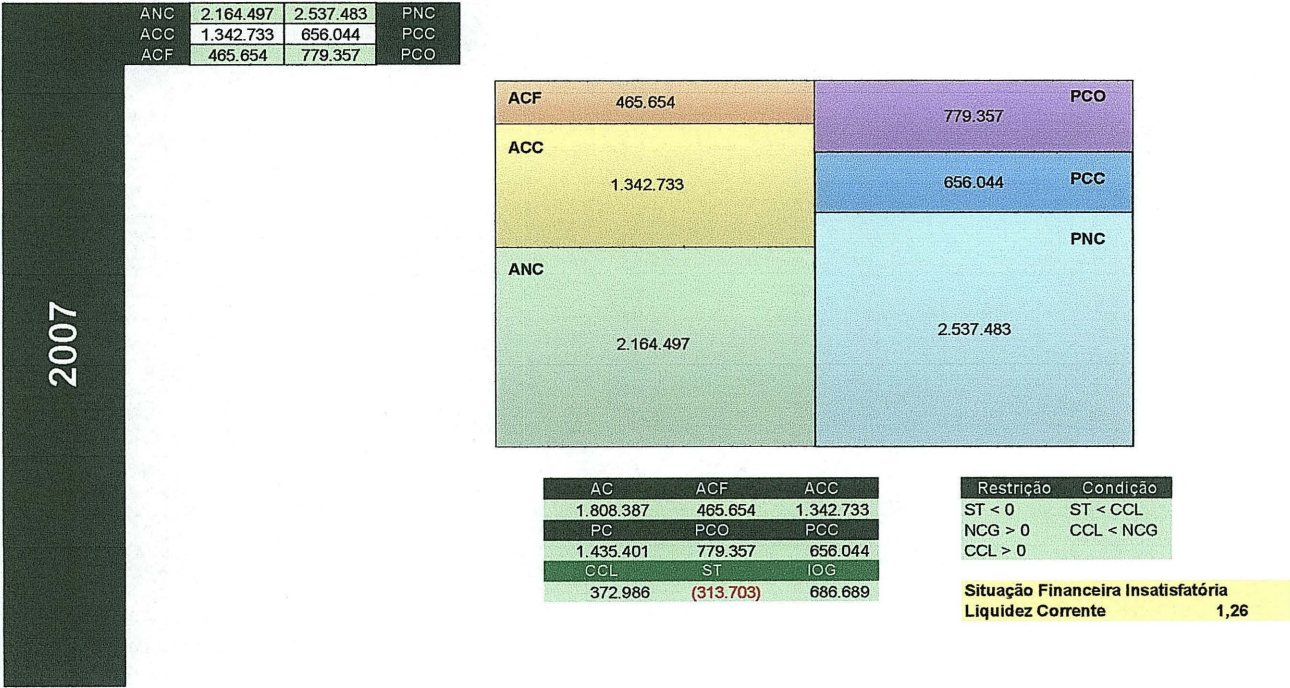 ANC 2.164.497 2.537.483 PNC
ACC 1.342.733 656.044 PCC
ACF 465.654 779.357 PCO
2007
ACF 465.654
ACC
1.342.733
ANC
2.164.497
PCO
779.357
656.044 PCC
PNC
2.537.483
AC ACF ACC
1.808.387 465.654 1.342.733
PC PCO PCC
1.435.401 779.357 656.044
CCL ST IOG
372.986 (313.703) 686.689
Restrição Condição
ST < 0 ST < CCL
NCG > 0 CCL < NCG
CCL > 0
Situação Financeira Insatisfatória
Liquidez Corrente 1,26